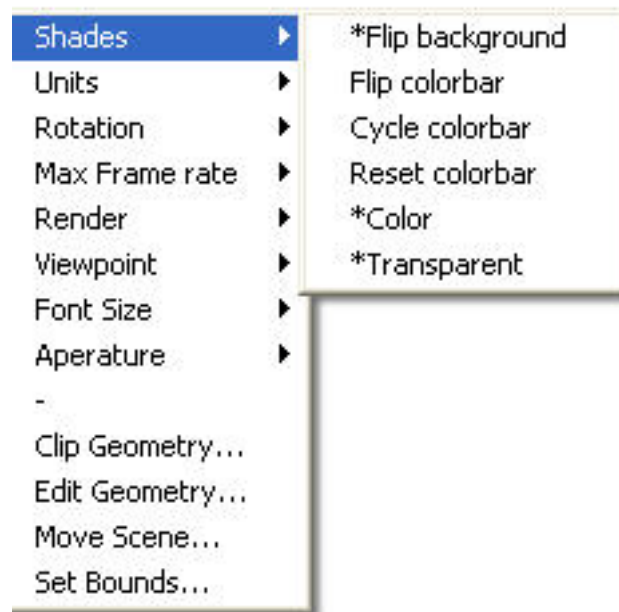 Shades
Units
Rotation
Max Frame rate
Render
Viewpoint
Font Size
Aperature
-
Clip Geometry...
Edit Geometry...
Move Scene...
Set Bounds...
*Flip background
Flip colorbar
Cycle colorbar
Reset colorbar
*Color
*Transparent